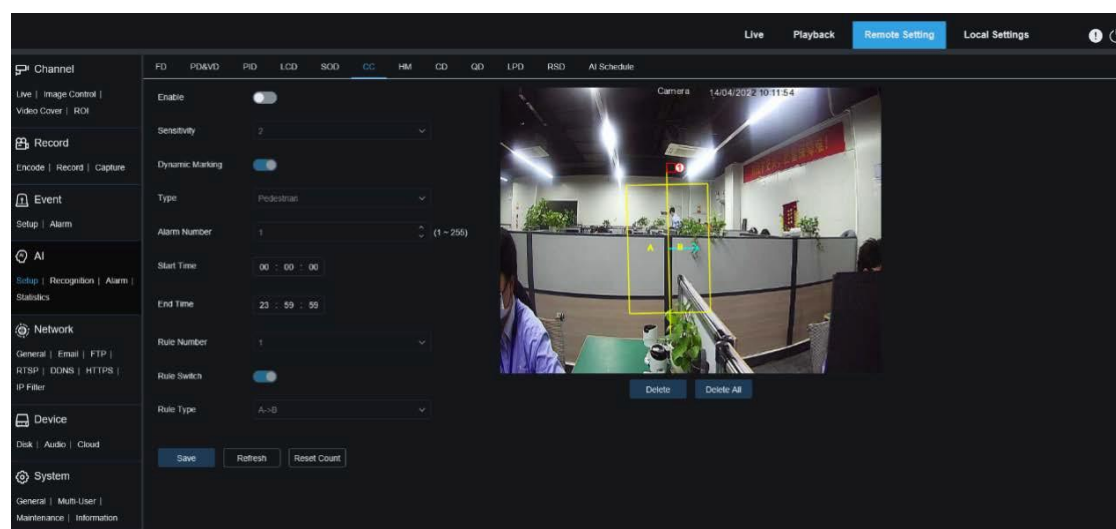 Live Playback Remote Setting Local Settings
Channel
Live | Image Control |
Video Cover | ROI
Record
Encode | Record | Capture
Event
Setup | Alarm
AI
Setup | Recognition | Alarm |
Statistics
Network
General | Email | FTP |
RTSP | DDNS | HTTPS |
IP Filter
Device
Disk | Audio | Cloud
System
General | Multi-User |
Maintenance | Information
FD PD&VD PID LCD SOD CC HM CD QD LPD RSD AI Schedule
Enable
Sensitivity 2
Dynamic Marking
Type Pedestrian
Alarm Number 1 (1 ~ 255)
Start Time 00 : 00 : 00
End Time 23 : 59 : 59
Rule Number 1
Rule Switch
Rule Type A->B
Save Refresh Reset Count
Camera 14/04/2022 10:11:54
1
A B
Delete Delete All